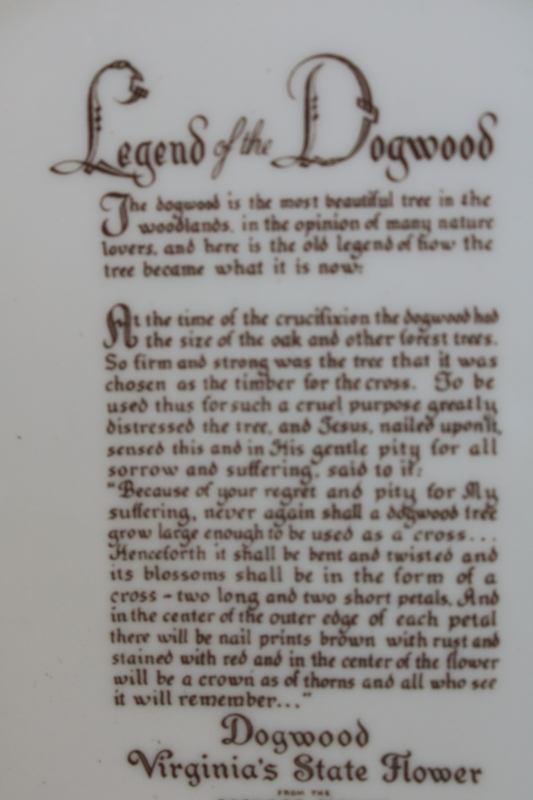 Legend of the Dogwood
The dogwood is the most beautiful tree in the
woodlands, in the opinion of many nature
lovers, and here is the old legend of how the
tree became what it is now:
At the time of the crucifixion the dogwood had
the size of the oak and other forest trees.
So firm and strong was the tree that it was
chosen as the timber for the cross. To be
used thus for such a cruel purpose greatly
distressed the tree, and Jesus, nailed upon it,
sensed this and in His gentle pity for all
sorrow and suffering, said to it:
"Because of your regret and pity for My
suffering, never again shall a dogwood tree
grow large enough to be used as a cross...
Henceforth it shall be bent and twisted and
its blossoms shall be in the form of a
cross - two long and two short petals. And
in the center of the outer edge of each petal
there will be nail prints brown with rust and
stained with red and in the center of the flower
will be a crown as of thorns and all who see
it will remember..."
Dogwood
Virginia's State Flower
FROM THE